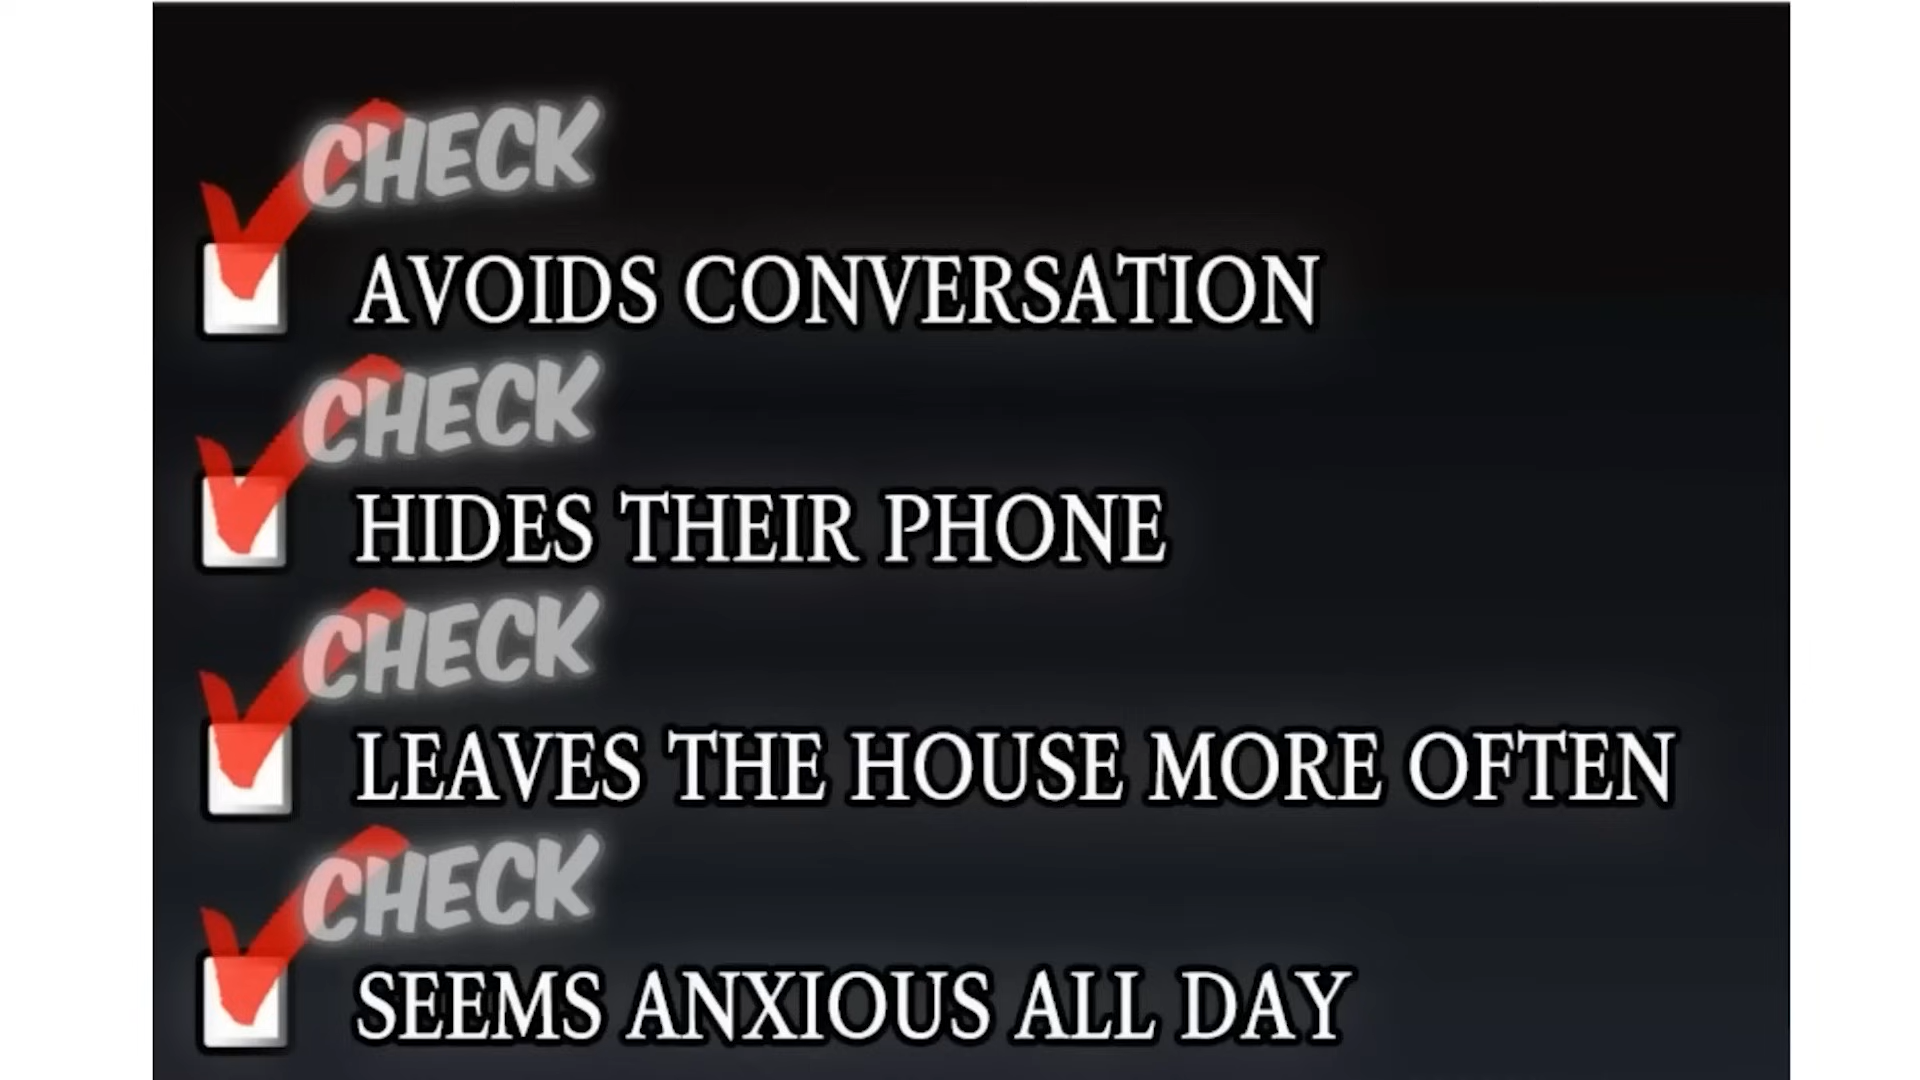 CHECK
AVOIDS CONVERSATION
CHECK
HIDES THEIR PHONE
CHECK
LEAVES THE HOUSE MORE OFTEN
CHECK
SEEMS ANXIOUS ALL DAY